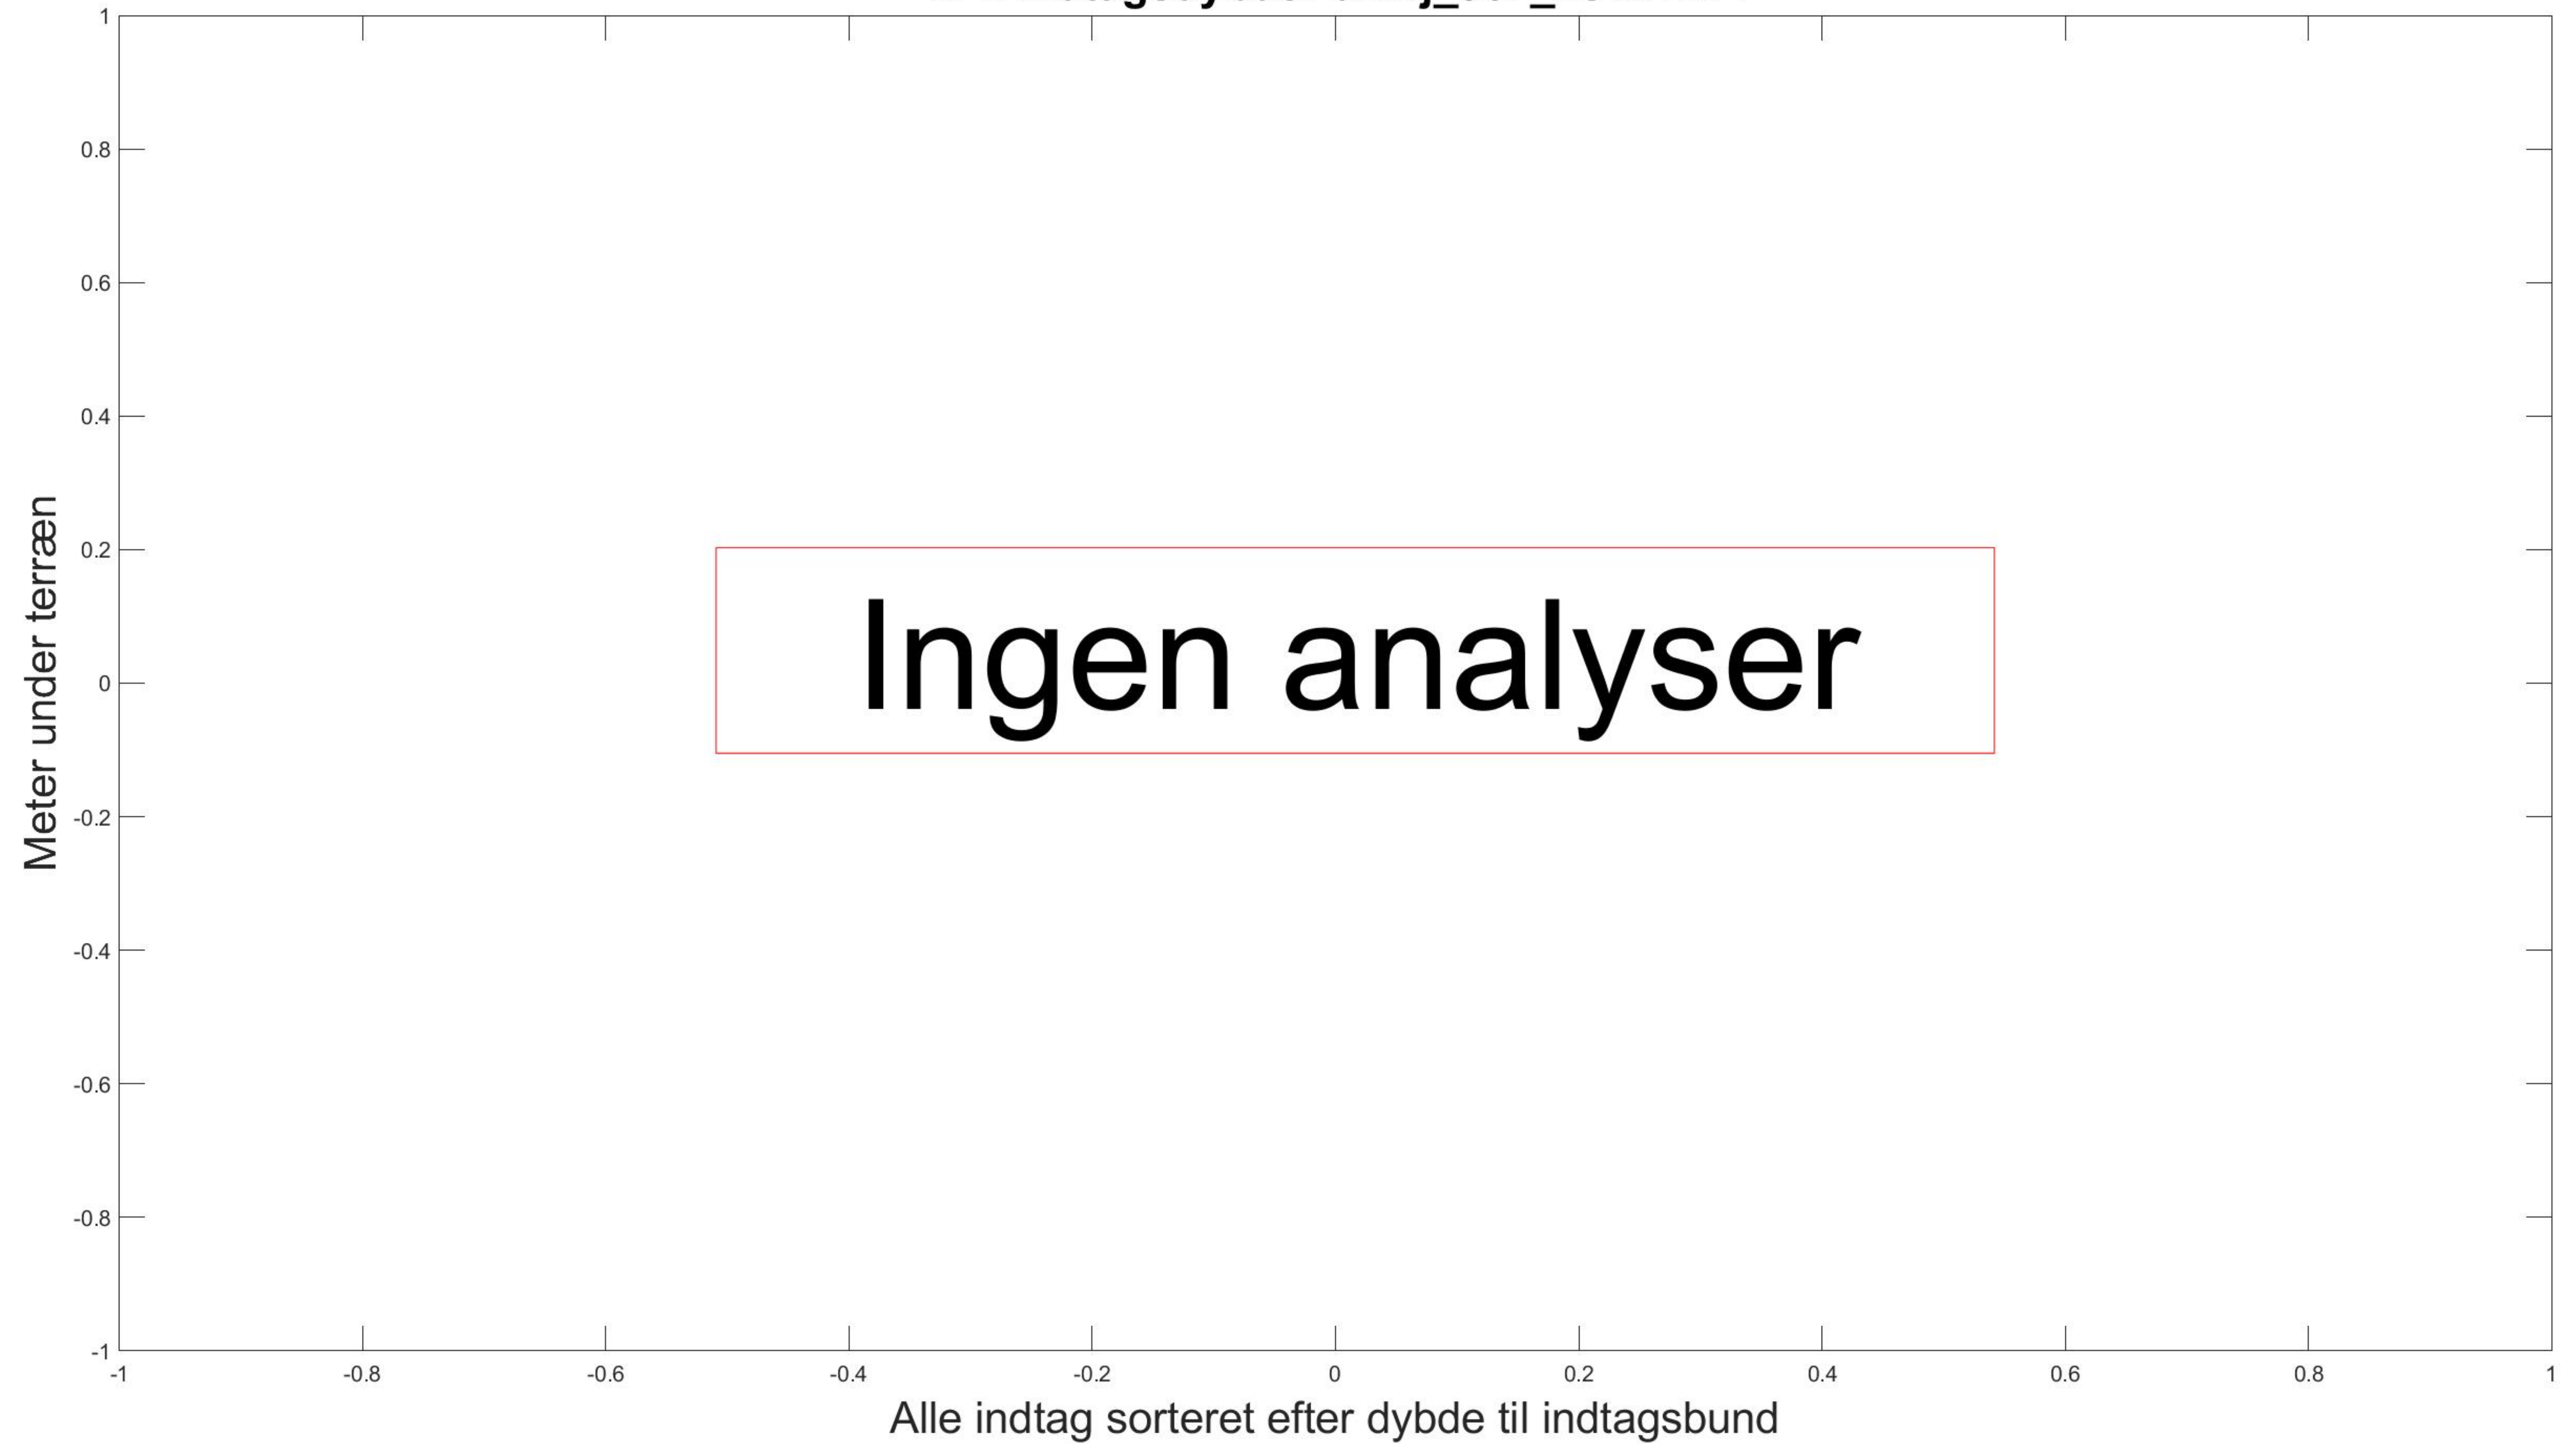 1
0.8
0.6
0.4
0.2
0
-0.2
-0.4
-0.6
-0.8
-1
Meter under terræn
Ingen analyser
-1 -0.8 -0.6 -0.4 -0.2 0 0.2 0.4 0.6 0.8 1
Alle indtag sorteret efter dybde til indtagsbund